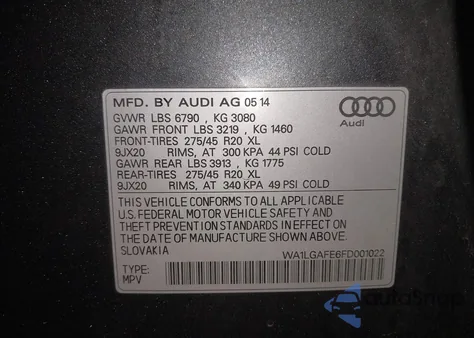 MFD. BY AUDI AG 05 14
GVWR LBS 6790 , KG 3080
GAWR FRONT LBS 3219 , KG 1460
FRONT-TIRES 275/45 R20 XL
9JX20 RIMS, AT 300 KPA 44 PSI COLD
GAWR REAR LBS 3913 , KG 1775
REAR-TIRES 275/45 R20 XL
9JX20 RIMS, AT 340 KPA 49 PSI COLD
Audi
THIS VEHICLE CONFORMS TO ALL APPLICABLE
U.S. FEDERAL MOTOR VEHICLE SAFETY AND
THEFT PREVENTION STANDARDS IN EFFECT ON
THE DATE OF MANUFACTURE SHOWN ABOVE.
SLOVAKIA WA1LGAFE6FD001022
TYPE:
MPV
AutoSnap